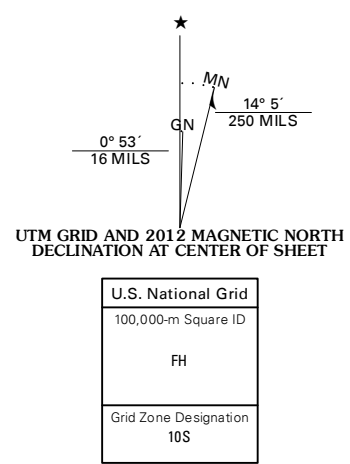 ★
MN
14° 5´
250 MILS
GN
0° 53´
16 MILS
UTM GRID AND 2012 MAGNETIC NORTH
DECLINATION AT CENTER OF SHEET
U.S. National Grid
100,000-m Square ID
FH
Grid Zone Designation
10S